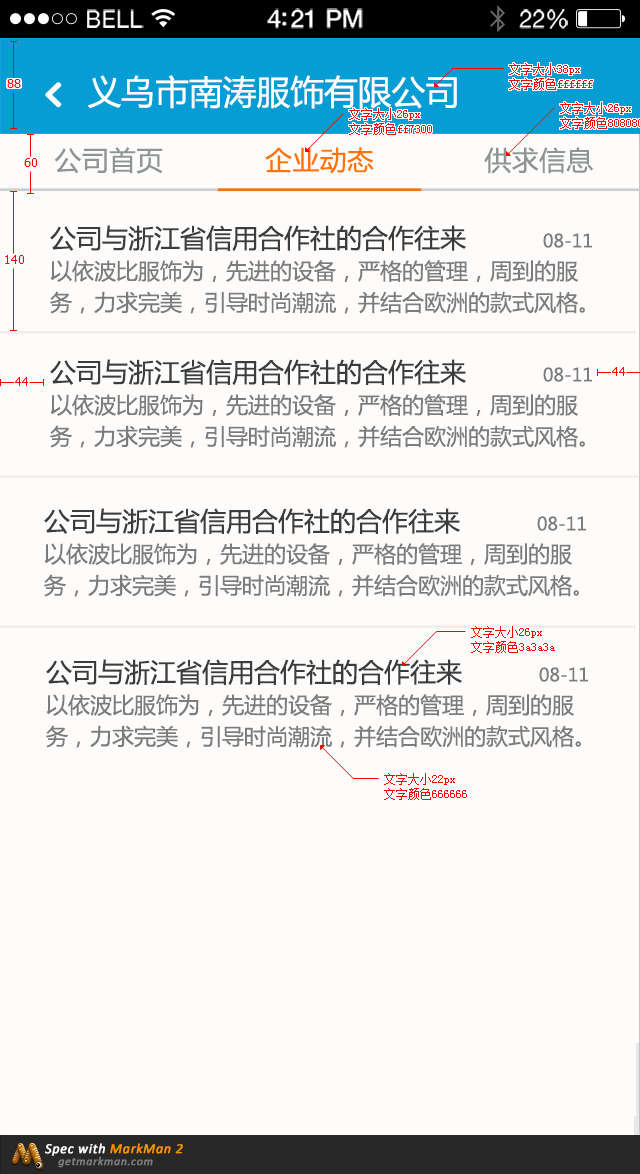 BELL 4:21 PM 22%
88
义乌市南涛服饰有限公司
文字大小38px
文字颜色ffffff
文字大小26px
文字颜色ff7300
文字大小26px
文字颜色808080
60
公司首页 企业动态 供求信息
140
公司与浙江省信用合作社的合作往来 08-11
以依波比服饰为，先进的设备，严格的管理，周到的服
务，力求完美，引导时尚潮流，并结合欧洲的款式风格。
44
44
公司与浙江省信用合作社的合作往来 08-11
以依波比服饰为，先进的设备，严格的管理，周到的服
务，力求完美，引导时尚潮流，并结合欧洲的款式风格。
公司与浙江省信用合作社的合作往来 08-11
以依波比服饰为，先进的设备，严格的管理，周到的服
务，力求完美，引导时尚潮流，并结合欧洲的款式风格。
文字大小26px
文字颜色3a3a3a
公司与浙江省信用合作社的合作往来 08-11
以依波比服饰为，先进的设备，严格的管理，周到的服
务，力求完美，引导时尚潮流，并结合欧洲的款式风格。
文字大小22px
文字颜色666666
Spec with MarkMan 2
getmarkman.com